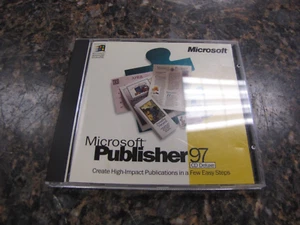 Microsoft
Microsoft
Publisher 97
CD Deluxe
Create High-Impact Publications in a Few Easy Steps